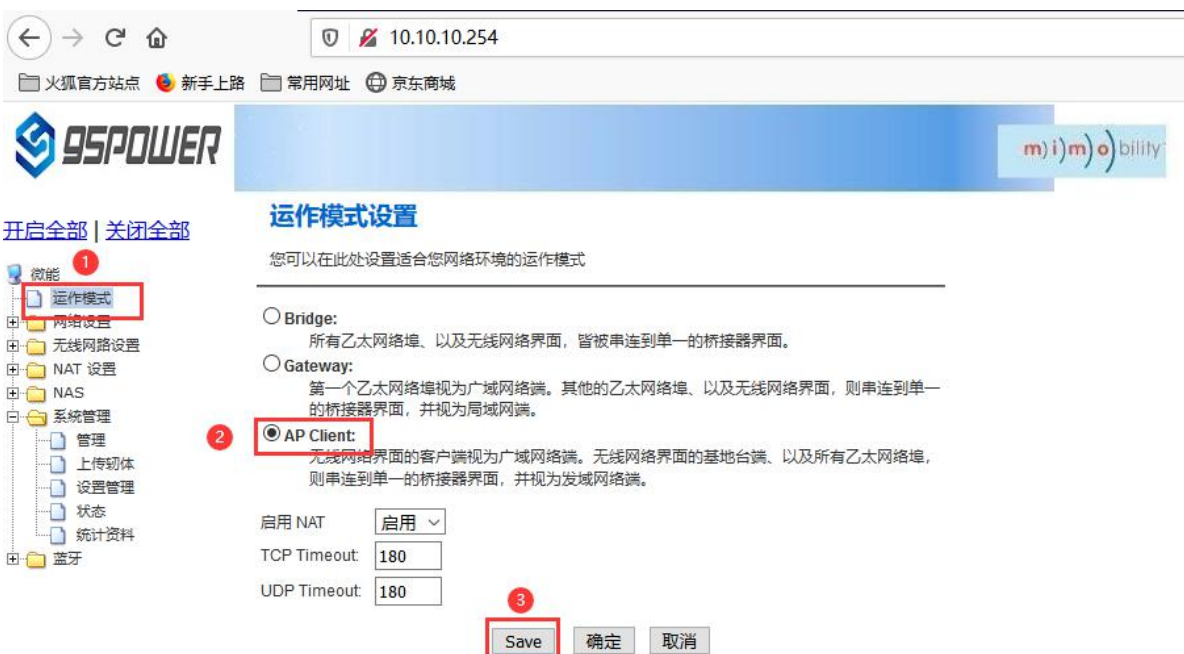 10.10.10.254
火狐官方站点 新手上路 常用网址 京东商城
95POWER
m)i)m)o)bility
开启全部 | 关闭全部
运作模式设置
您可以在此处设置适合您网络环境的运作模式
1
微能
运作模式
网络设置
无线网路设置
NAT 设置
NAS
系统管理
管理
上传轫体
设置管理
状态
统计资料
蓝牙
Bridge:
所有乙太网络埠、以及无线网络界面，皆被串连到单一的桥接器界面。
Gateway:
第一个乙太网络埠视为广域网络端。其他的乙太网络埠、以及无线网络界面，则串连到单一
的桥接器界面，并视为局域网端。
2
AP Client:
无线网络界面的客户端视为广域网络端。无线网络界面的基地台端、以及所有乙太网络埠，
则串连到单一的桥接器界面，并视为发域网络端。
启用 NAT 启用
TCP Timeout: 180
UDP Timeout: 180
3
Save 确定 取消